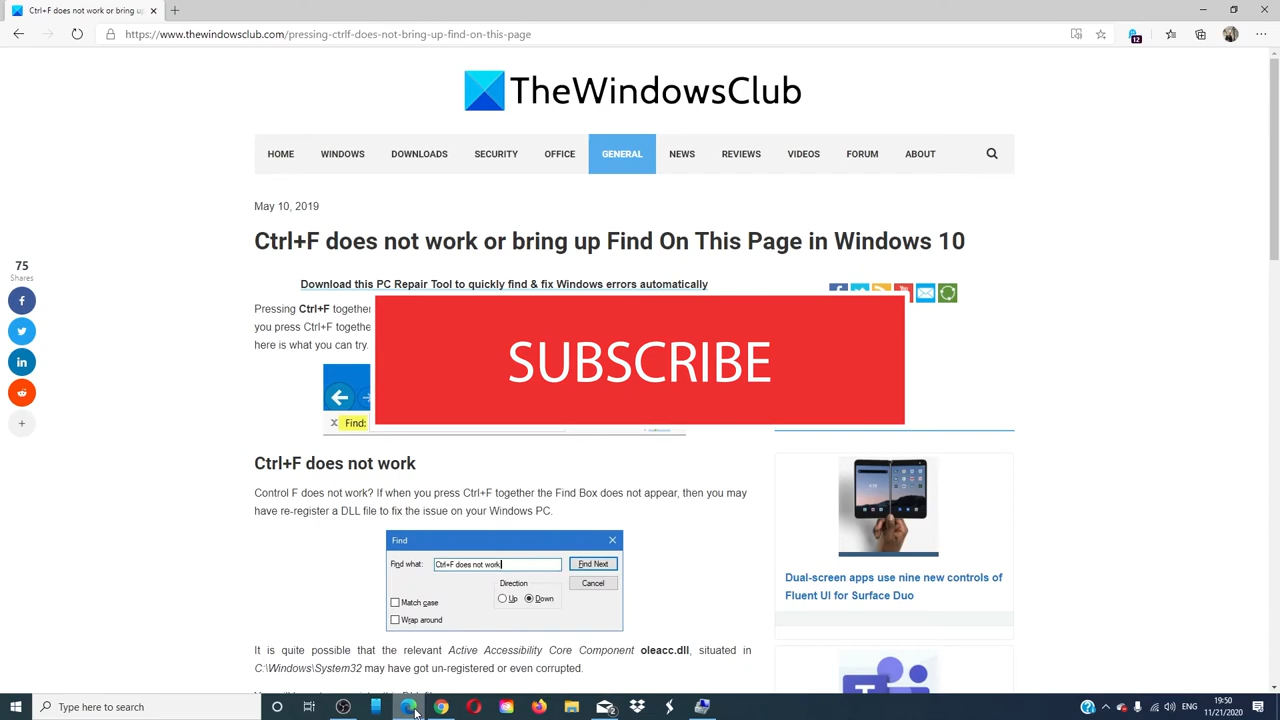 Ctrl+F does not work or bring up
https://www.thewindowsclub.com/pressing-ctrlf-does-not-bring-up-find-on-this-page
12
TheWindowsClub
HOME WINDOWS DOWNLOADS SECURITY OFFICE GENERAL NEWS REVIEWS VIDEOS FORUM ABOUT
May 10, 2019
Ctrl+F does not work or bring up Find On This Page in Windows 10
75
Shares
Download this PC Repair Tool to quickly find & fix Windows errors automatically
Pressing Ctrl+F together
you press Ctrl+F together
here is what you can try.
SUBSCRIBE
X Find:
Ctrl+F does not work
Control F does not work? If when you press Ctrl+F together the Find Box does not appear, then you may
have re-register a DLL file to fix the issue on your Windows PC.
Find
Find what: Ctrl+F does not work Find Next
Direction Cancel
Up Down
Match case
Wrap around
It is quite possible that the relevant Active Accessibility Core Component oleacc.dll, situated in
C:\Windows\System32 may have got un-registered or even corrupted.
Dual-screen apps use nine new controls of
Fluent UI for Surface Duo
Type here to search
2
19:50
11/21/2020